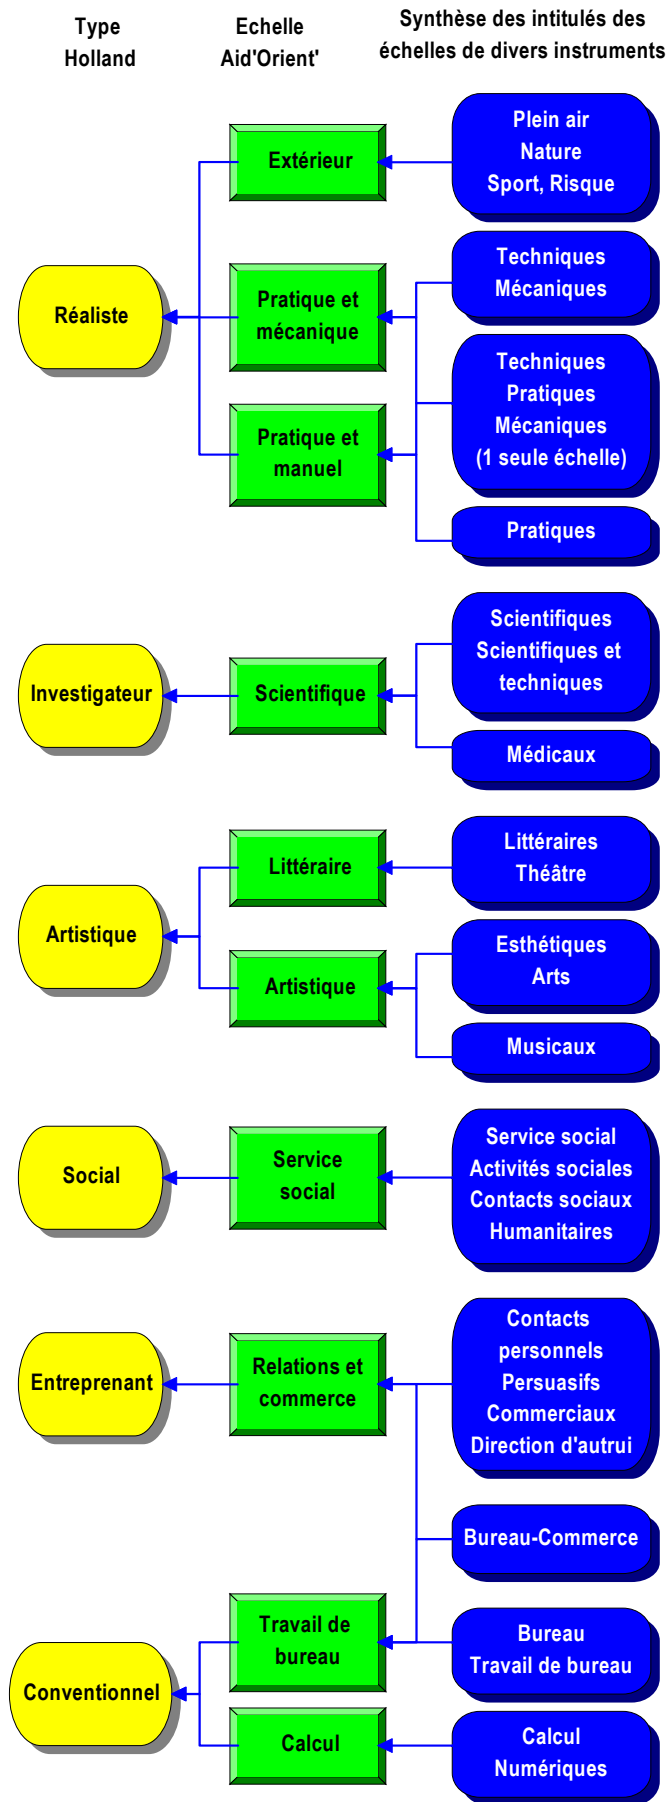 Type
Holland
Echelle
Aid'Orient'
Synthèse des intitulés des
échelles de divers instruments
Réaliste
Extérieur
Plein air
Nature
Sport, Risque
Pratique et
mécanique
Techniques
Mécaniques
Techniques
Pratiques
Mécaniques
(1 seule échelle)
Pratique et
manuel
Pratiques
Investigateur
Scientifique
Scientifiques
Scientifiques et
techniques
Médicaux
Artistique
Littéraire
Littéraires
Théâtre
Artistique
Esthétiques
Arts
Musicaux
Social
Service
social
Service social
Activités sociales
Contacts sociaux
Humanitaires
Entreprenant
Relations et
commerce
Contacts
personnels
Persuasifs
Commerciaux
Direction d'autrui
Bureau-Commerce
Conventionnel
Travail de
bureau
Bureau
Travail de bureau
Calcul
Calcul
Numériques